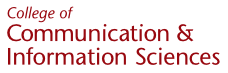 College of
Communication &
Information Sciences